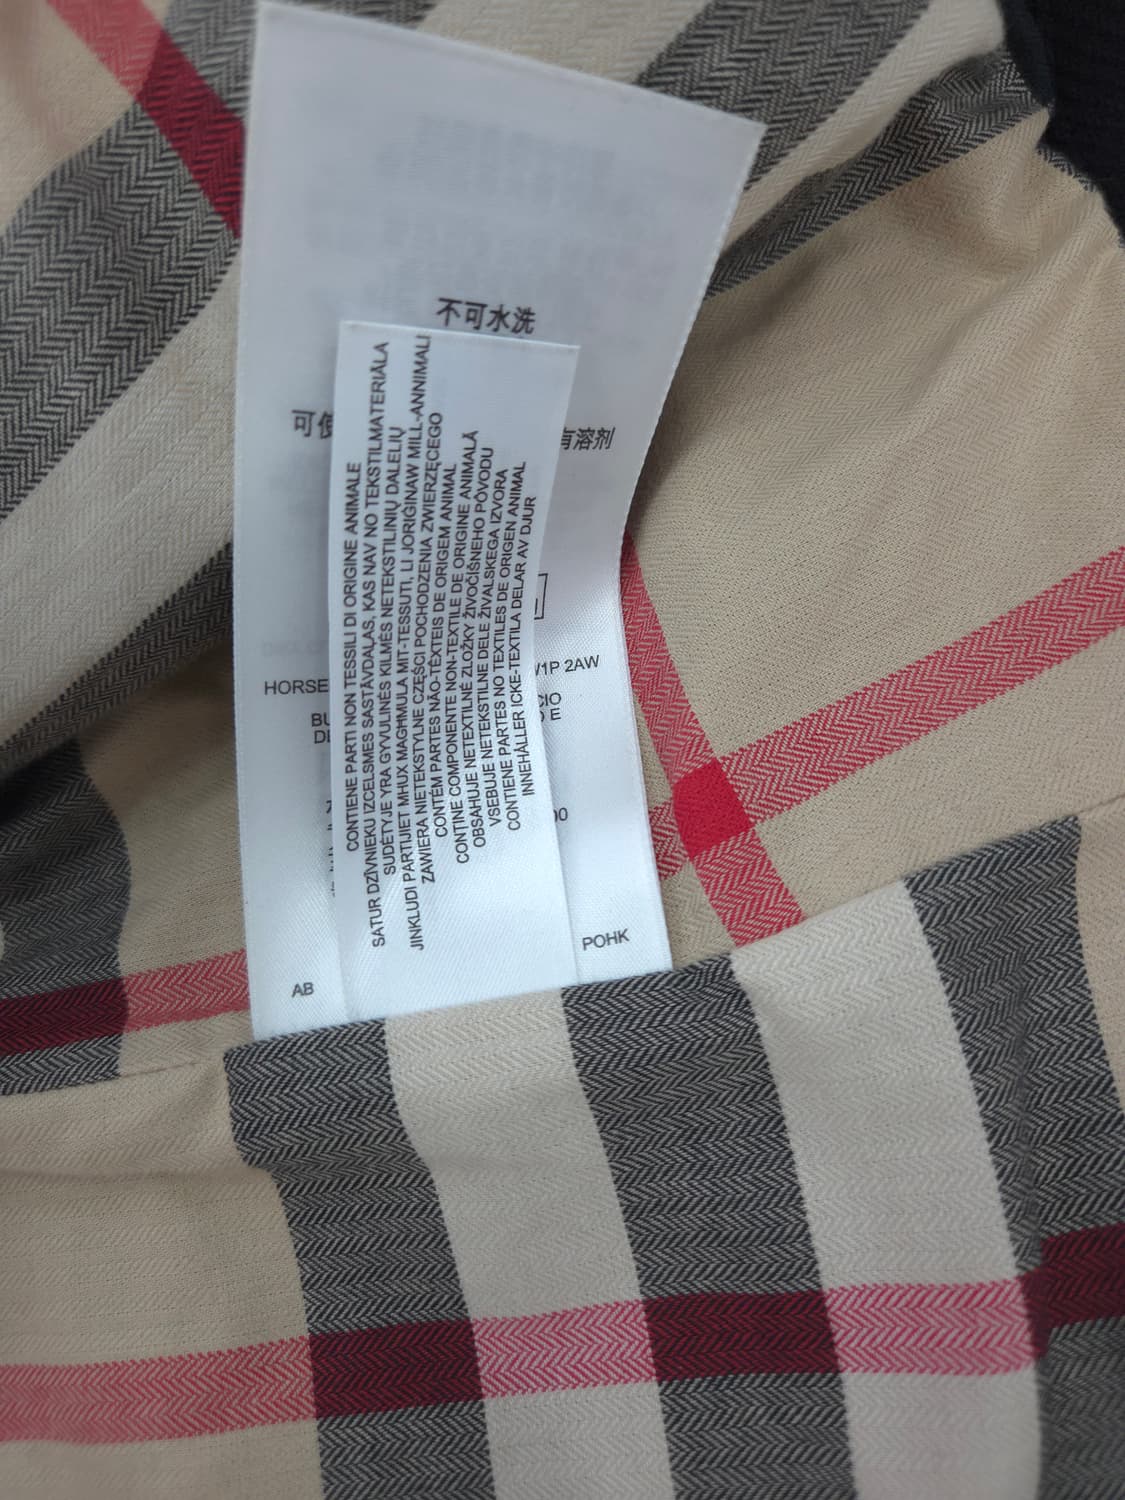 不可水洗
可使
有溶剂
HORSE
W1P 2AW
BU
CIO
DE
O E
00
AB
POHK
CONTIENE PARTI NON TESSILI DI ORIGINE ANIMALE
SATUR DZĪVNIEKU IZCELSMES SASTĀVDAĻAS, KAS NAV NO TEKSTILMATERIĀLA
SUDĖTYJE YRA GYVULINĖS KILMĖS NETEKSTILINIŲ DALELIŲ
JINKLUDI PARTIJIET MHUX MAGĦMULA MIT-TESSUTI, LI JORIĠINAW MILL-ANNIMALI
ZAWIERA NIETEKSTYLNE CZĘŚCI POCHODZENIA ZWIERZĘCEGO
CONTÉM PARTES NÃO-TÊXTEIS DE ORIGEM ANIMAL
CONŢINE COMPONENTE NON-TEXTILE DE ORIGINE ANIMALĂ
OBSAHUJE NETEXTILNÉ ZLOŽKY ŽIVOČÍŠNEHO PÔVODU
VSEBUJE NETEKSTILNE DELE ŽIVALSKEGA IZVORA
CONTIENE PARTES NO TEXTILES DE ORIGEN ANIMAL
INNEHÅLLER ICKE-TEXTILA DELAR AV DJUR